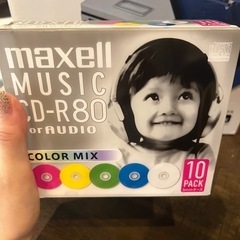 maxell
MUSIC
CD-R80
for AUDIO
COLOR MIX
10
PACK